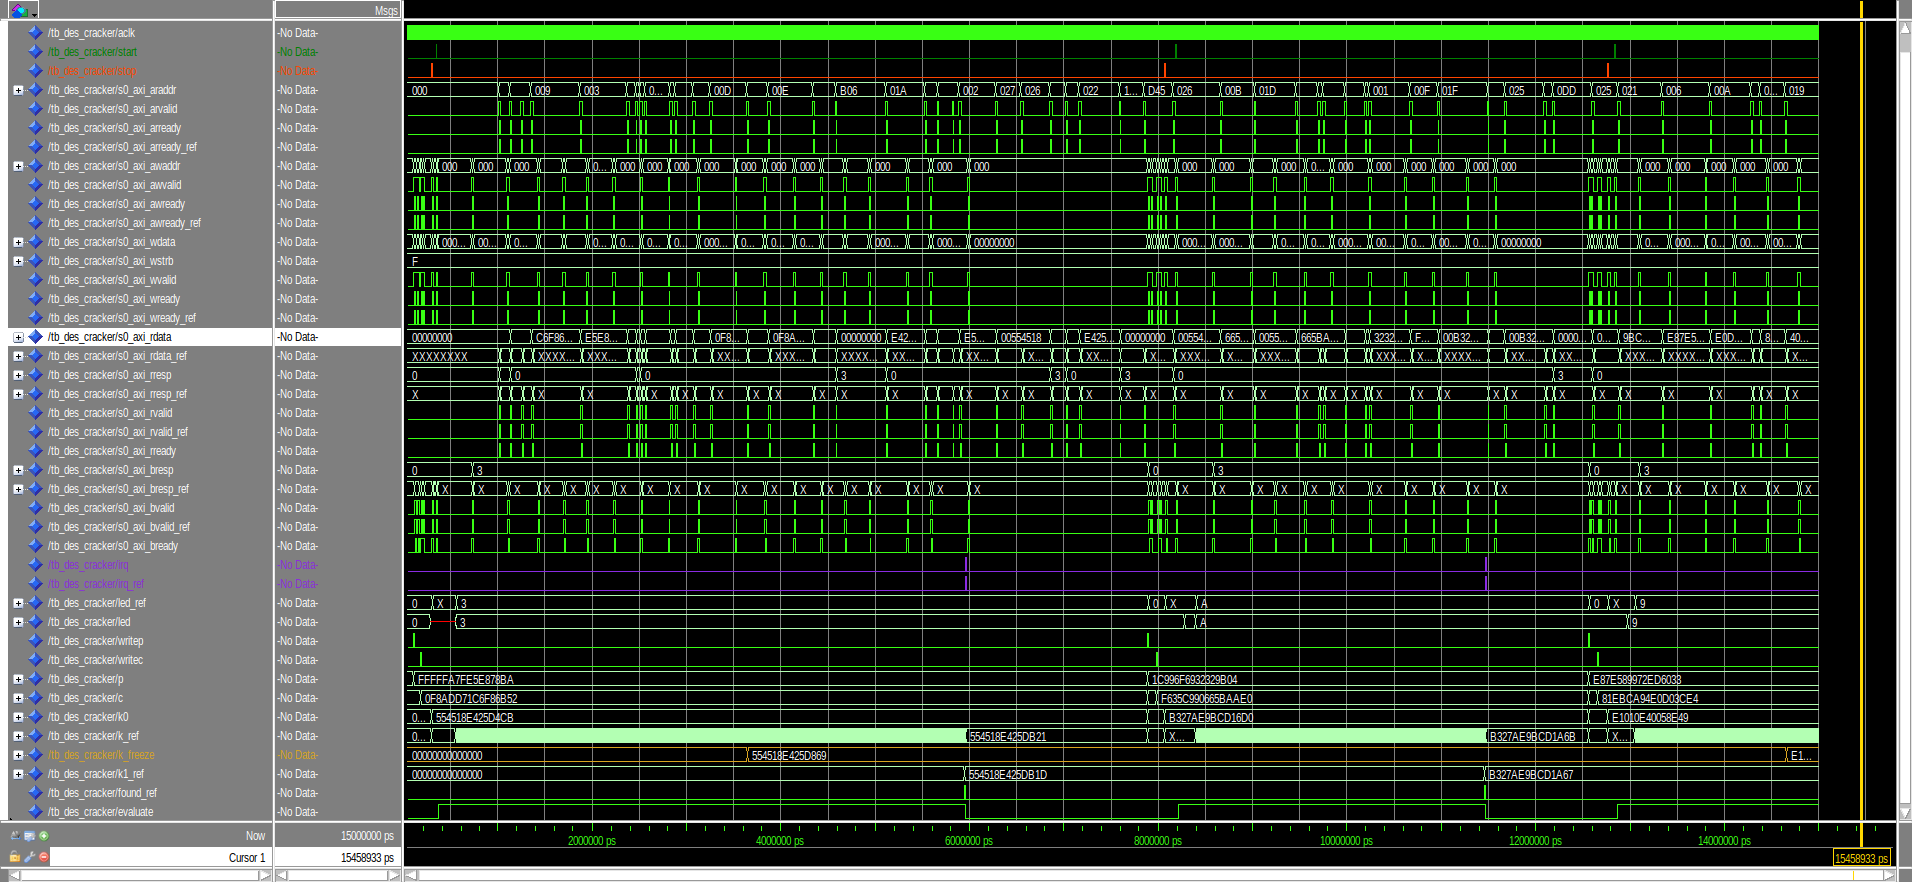 Msgs
/tb_des_cracker/aclk -No Data-
/tb_des_cracker/start -No Data-
/tb_des_cracker/stop -No Data-
/tb_des_cracker/s0_axi_araddr -No Data- 000 009 003 0... 00D 00E B06 01A 002 027 026 022 1... D45 026 00B 01D 001 00F 01F 025 0DD 025 021 006 00A 0... 019
/tb_des_cracker/s0_axi_arvalid -No Data-
/tb_des_cracker/s0_axi_arready -No Data-
/tb_des_cracker/s0_axi_arready_ref -No Data-
/tb_des_cracker/s0_axi_awaddr -No Data- 000 000 000 0... 000 000 000 000 000 000 000 000 000 000 000 000 000 0... 000 000 000 000 000 000 000 000 000 000 000
/tb_des_cracker/s0_axi_awvalid -No Data-
/tb_des_cracker/s0_axi_awready -No Data-
/tb_des_cracker/s0_axi_awready_ref -No Data-
/tb_des_cracker/s0_axi_wdata -No Data- 000... 00... 0... 0... 0... 0... 0... 000... 0... 0... 0... 000... 000... 00000000 000... 000... 0... 0... 000... 00... 0... 00... 0... 00000000 0... 000... 0... 00... 00...
/tb_des_cracker/s0_axi_wstrb -No Data- F
/tb_des_cracker/s0_axi_wvalid -No Data-
/tb_des_cracker/s0_axi_wready -No Data-
/tb_des_cracker/s0_axi_wready_ref -No Data-
/tb_des_cracker/s0_axi_rdata -No Data- 00000000 C6F86... E5E8... 0F8... 0F8A... 00000000 E42... E5... 00554518 E425... 00000000 00554... 665... 0055... 665BA... 3232... F... 00B32... 00B32... 0000... 0... 9BC... E87E5... E0D... 8... 40...
/tb_des_cracker/s0_axi_rdata_ref -No Data- XXXXXXXX XXXX... XXX... XX... XXX... XXXX... XX... XX... X... XX... X... XXX... X... XXX... XXX... X... XXXX... XX... XX... XXX... XXXX... XXX... X...
/tb_des_cracker/s0_axi_rresp -No Data- 0 0 0 3 0 3 0 3 0 3 0
/tb_des_cracker/s0_axi_rresp_ref -No Data- X X X X X X X X X X X X X X X X X X X X X X X X X X X X X X X X X
/tb_des_cracker/s0_axi_rvalid -No Data-
/tb_des_cracker/s0_axi_rvalid_ref -No Data-
/tb_des_cracker/s0_axi_rready -No Data-
/tb_des_cracker/s0_axi_bresp -No Data- 0 3 0 3 0 3
/tb_des_cracker/s0_axi_bresp_ref -No Data- X X X X X X X X X X X X X X X X X X X X X X X X X X X X X X X X X X
/tb_des_cracker/s0_axi_bvalid -No Data-
/tb_des_cracker/s0_axi_bvalid_ref -No Data-
/tb_des_cracker/s0_axi_bready -No Data-
/tb_des_cracker/irq -No Data-
/tb_des_cracker/irq_ref -No Data-
/tb_des_cracker/led_ref -No Data- 0 X 3 0 X A 0 X 9
/tb_des_cracker/led -No Data- 0 3 A 9
/tb_des_cracker/writep -No Data-
/tb_des_cracker/writec -No Data-
/tb_des_cracker/p -No Data- FFFFFA7FE5E878BA 1C996F6932329B04 E87E589972ED6033
/tb_des_cracker/c -No Data- 0F8ADD71C6F86B52 F635C990665BAAE0 81EBCA94E0D03CE4
/tb_des_cracker/k0 -No Data- 0... 554518E425D4CB B327AE9BCD16D0 E1010E40058E49
/tb_des_cracker/k_ref -No Data- 0... 554518E425DB21 X... B327AE9BCD1A6B X...
/tb_des_cracker/k_freeze -No Data- 00000000000000 554518E425D869 E1...
/tb_des_cracker/k1_ref -No Data- 00000000000000 554518E425DB1D B327AE9BCD1A67
/tb_des_cracker/found_ref -No Data-
/tb_des_cracker/evaluate -No Data-
Now 15000000 ps 2000000 ps 4000000 ps 6000000 ps 8000000 ps 10000000 ps 12000000 ps 14000000 ps
Cursor 1 15458933 ps 15458933 ps